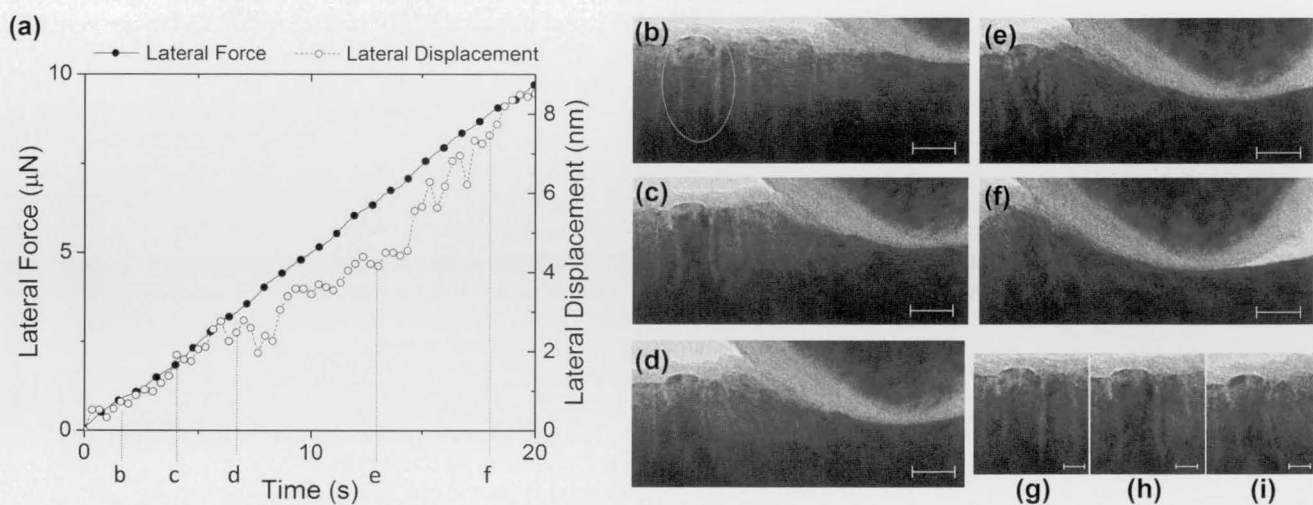 (a)
Lateral Force Lateral Displacement
10
5
0
Lateral Force (µN)
8
6
4
2
0
Lateral Displacement (nm)
0 10 20
b c d e f
Time (s)
(b)
(c)
(d)
(e)
(f)
(g) (h) (i)